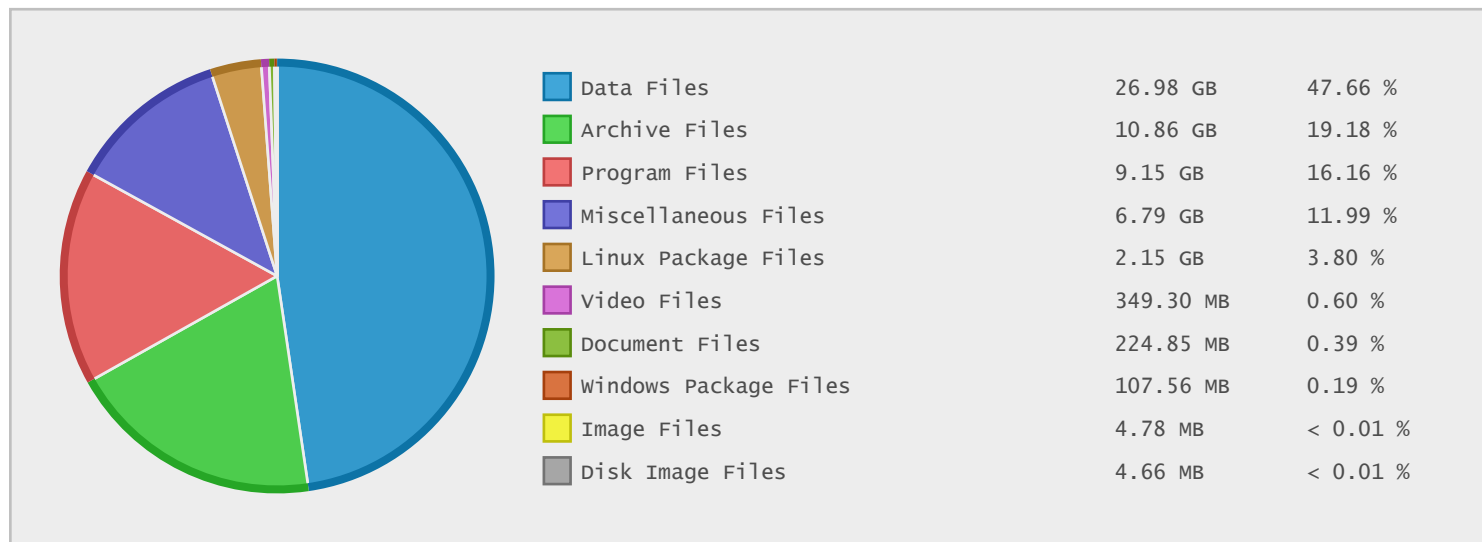 Data Files 26.98 GB 47.66 %
Archive Files 10.86 GB 19.18 %
Program Files 9.15 GB 16.16 %
Miscellaneous Files 6.79 GB 11.99 %
Linux Package Files 2.15 GB 3.80 %
Video Files 349.30 MB 0.60 %
Document Files 224.85 MB 0.39 %
Windows Package Files 107.56 MB 0.19 %
Image Files 4.78 MB < 0.01 %
Disk Image Files 4.66 MB < 0.01 %